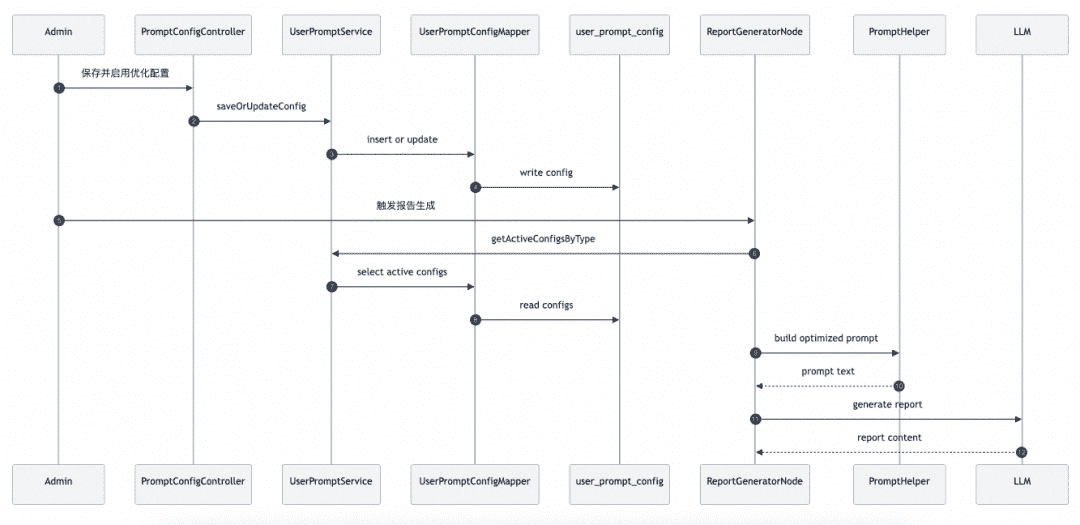 Admin
PromptConfigController
UserPromptService
UserPromptConfigMapper
user_prompt_config
ReportGeneratorNode
PromptHelper
LLM
保存并启用优化配置
1
saveOrUpdateConfig
2
insert or update
3
write config
4
触发报告生成
5
getActiveConfigsByType
6
select active configs
7
read configs
8
build optimized prompt
9
prompt text
10
generate report
11
report content
12
Admin
PromptConfigController
UserPromptService
UserPromptConfigMapper
user_prompt_config
ReportGeneratorNode
PromptHelper
LLM